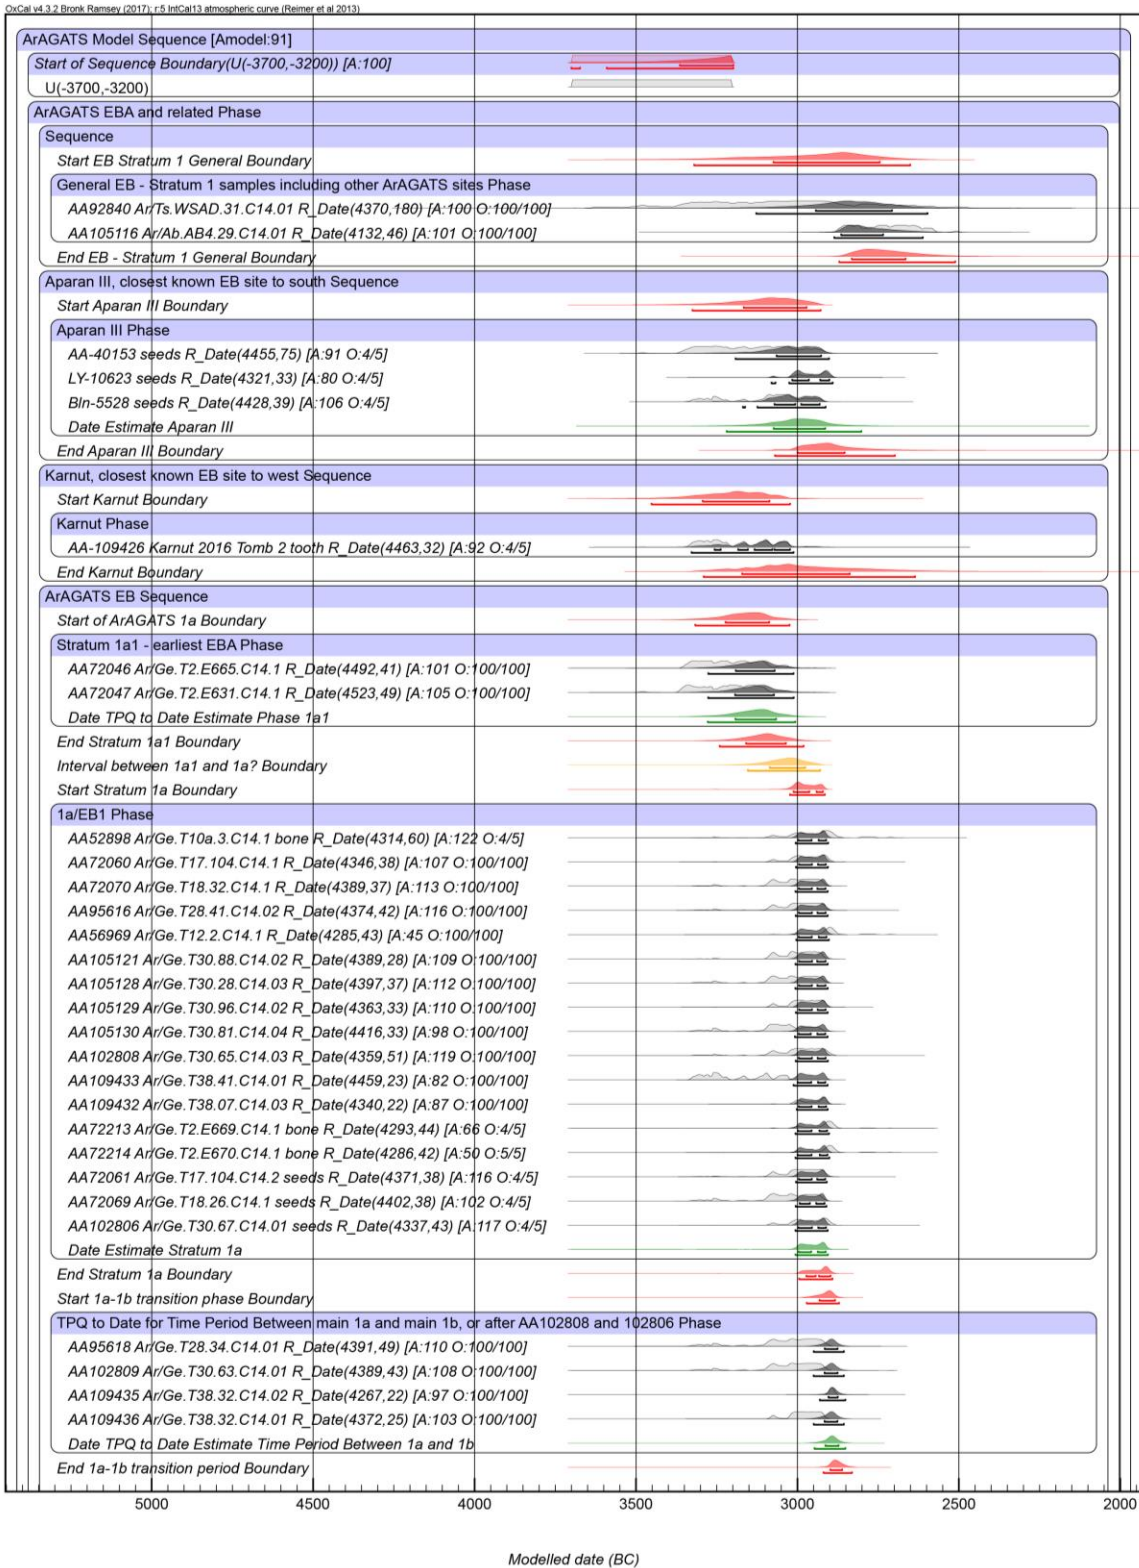 OxCal v4.3.2 Bronk Ramsey (2017); r:5 IntCal13 atmospheric curve (Reimer et al 2013)
ArAGATS Model Sequence [Amodel:91]
Start of Sequence Boundary(U(-3700,-3200)) [A:100]
U(-3700,-3200)
ArAGATS EBA and related Phase
Sequence
Start EB Stratum 1 General Boundary
General EB - Stratum 1 samples including other ArAGATS sites Phase
AA92840 Ar/Ts.WSAD.31.C14.01 R_Date(4370,180) [A:100 O:100/100]
AA105116 Ar/Ab.AB4.29.C14.01 R_Date(4132,46) [A:101 O:100/100]
End EB - Stratum 1 General Boundary
Aparan III, closest known EB site to south Sequence
Start Aparan III Boundary
Aparan III Phase
AA-40153 seeds R_Date(4455,75) [A:91 O:4/5]
LY-10623 seeds R_Date(4321,33) [A:80 O:4/5]
Bln-5528 seeds R_Date(4428,39) [A:106 O:4/5]
Date Estimate Aparan III
End Aparan III Boundary
Karnut, closest known EB site to west Sequence
Start Karnut Boundary
Karnut Phase
AA-109426 Karnut 2016 Tomb 2 tooth R_Date(4463,32) [A:92 O:4/5]
End Karnut Boundary
ArAGATS EB Sequence
Start of ArAGATS 1a Boundary
Stratum 1a1 - earliest EBA Phase
AA72046 Ar/Ge.T2.E665.C14.1 R_Date(4492,41) [A:101 O:100/100]
AA72047 Ar/Ge.T2.E631.C14.1 R_Date(4523,49) [A:105 O:100/100]
Date TPQ to Date Estimate Phase 1a1
End Stratum 1a1 Boundary
Interval between 1a1 and 1a? Boundary
Start Stratum 1a Boundary
1a/EB1 Phase
AA52898 Ar/Ge.T10a.3.C14.1 bone R_Date(4314,60) [A:122 O:4/5]
AA72060 Ar/Ge.T17.104.C14.1 R_Date(4346,38) [A:107 O:100/100]
AA72070 Ar/Ge.T18.32.C14.1 R_Date(4389,37) [A:113 O:100/100]
AA95616 Ar/Ge.T28.41.C14.02 R_Date(4374,42) [A:116 O:100/100]
AA56969 Ar/Ge.T12.2.C14.1 R_Date(4285,43) [A:45 O:100/100]
AA105121 Ar/Ge.T30.88.C14.02 R_Date(4389,28) [A:109 O:100/100]
AA105128 Ar/Ge.T30.28.C14.03 R_Date(4397,37) [A:112 O:100/100]
AA105129 Ar/Ge.T30.96.C14.02 R_Date(4363,33) [A:110 O:100/100]
AA105130 Ar/Ge.T30.81.C14.04 R_Date(4416,33) [A:98 O:100/100]
AA102808 Ar/Ge.T30.65.C14.03 R_Date(4359,51) [A:119 O:100/100]
AA109433 Ar/Ge.T38.41.C14.01 R_Date(4459,23) [A:82 O:100/100]
AA109432 Ar/Ge.T38.07.C14.03 R_Date(4340,22) [A:87 O:100/100]
AA72213 Ar/Ge.T2.E669.C14.1 bone R_Date(4293,44) [A:66 O:4/5]
AA72214 Ar/Ge.T2.E670.C14.1 bone R_Date(4286,42) [A:50 O:5/5]
AA72061 Ar/Ge.T17.104.C14.2 seeds R_Date(4371,38) [A:116 O:4/5]
AA72069 Ar/Ge.T18.26.C14.1 seeds R_Date(4402,38) [A:102 O:4/5]
AA102806 Ar/Ge.T30.67.C14.01 seeds R_Date(4337,43) [A:117 O:4/5]
Date Estimate Stratum 1a
End Stratum 1a Boundary
Start 1a-1b transition phase Boundary
TPQ to Date for Time Period Between main 1a and main 1b, or after AA102808 and 102806 Phase
AA95618 Ar/Ge.T28.34.C14.01 R_Date(4391,49) [A:110 O:100/100]
AA102809 Ar/Ge.T30.63.C14.01 R_Date(4389,43) [A:108 O:100/100]
AA109435 Ar/Ge.T38.32.C14.02 R_Date(4267,22) [A:97 O:100/100]
AA109436 Ar/Ge.T38.32.C14.01 R_Date(4372,25) [A:103 O:100/100]
Date TPQ to Date Estimate Time Period Between 1a and 1b
End 1a-1b transition period Boundary
5000 4500 4000 3500 3000 2500 2000
Modelled date (BC)